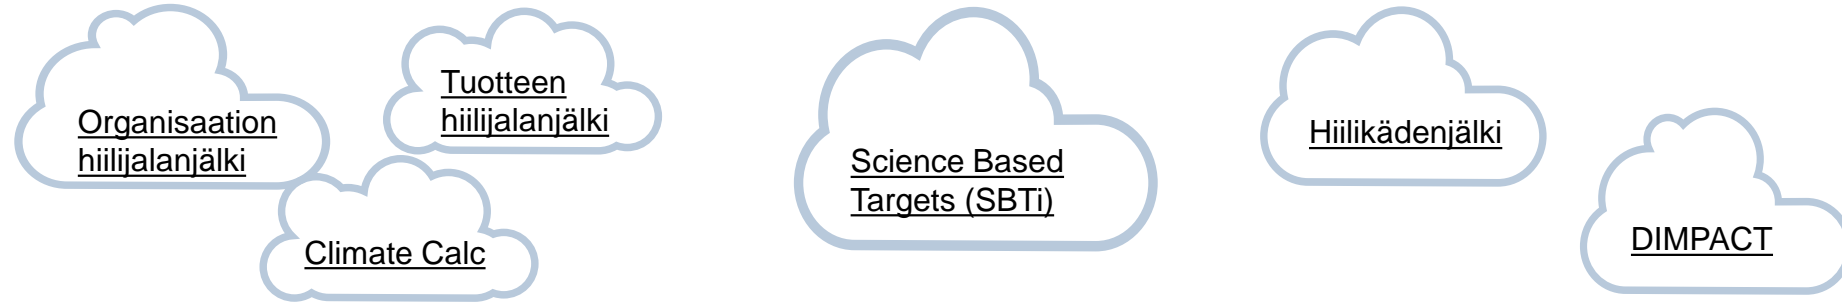 Organisaation
hiilijalanjälki
Tuotteen
hiilijalanjälki
Climate Calc
Science Based
Targets (SBTi)
Hiilikädenjälki
DIMPACT